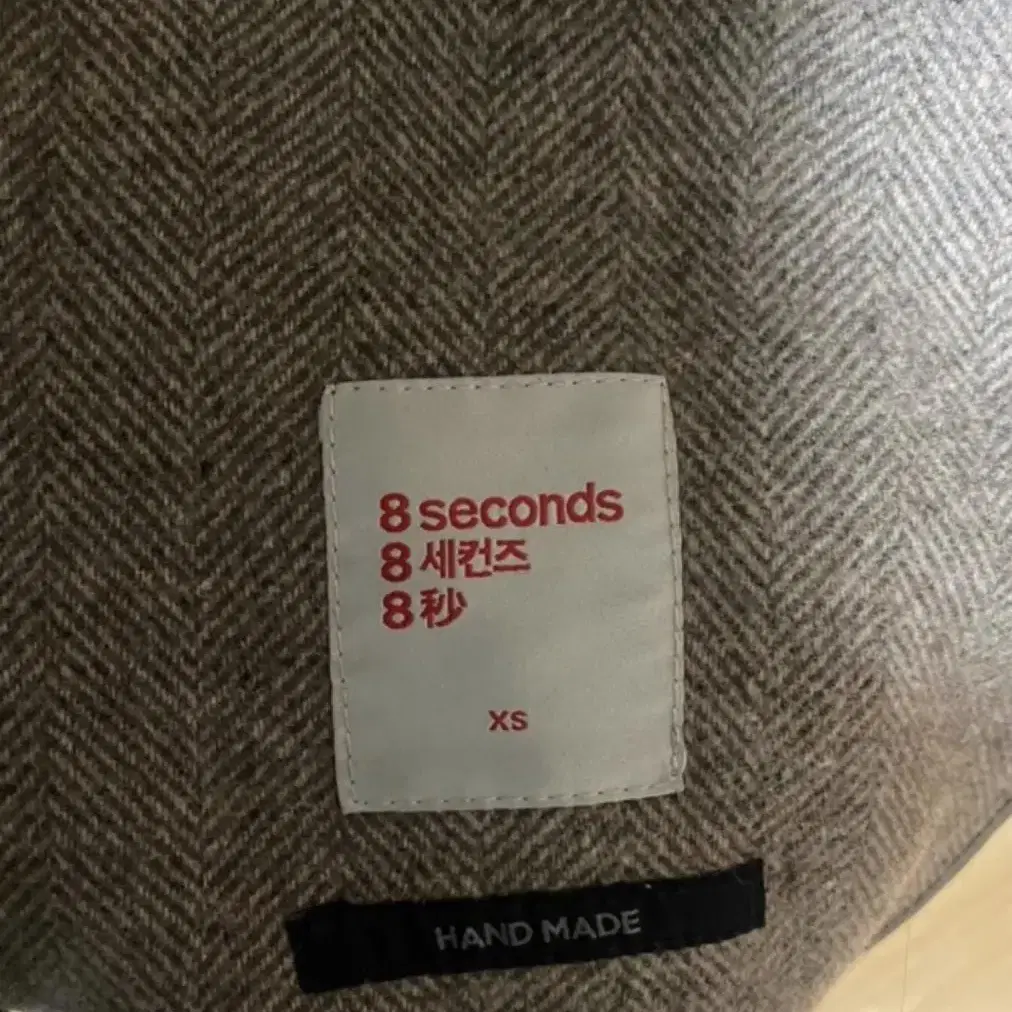 8 seconds
8 세컨즈
8 秒
XS
HAND MADE